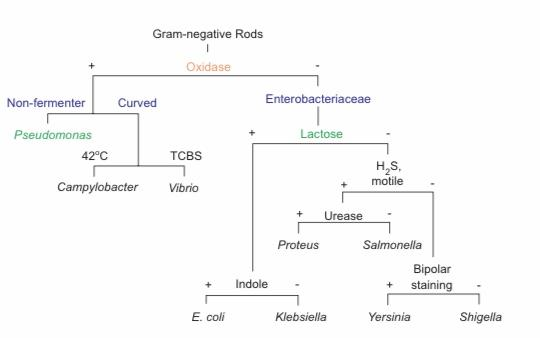 Gram-negative Rods
+ Oxidase -
Non-fermenter Curved
Enterobacteriaceae
Pseudomonas
+ Lactose -
42°C TCBS
H₂S,
motile
Campylobacter Vibrio
+ -
+ Urease -
Proteus Salmonella
Bipolar
staining
+ Indole -
+ -
E. coli Klebsiella Yersinia Shigella